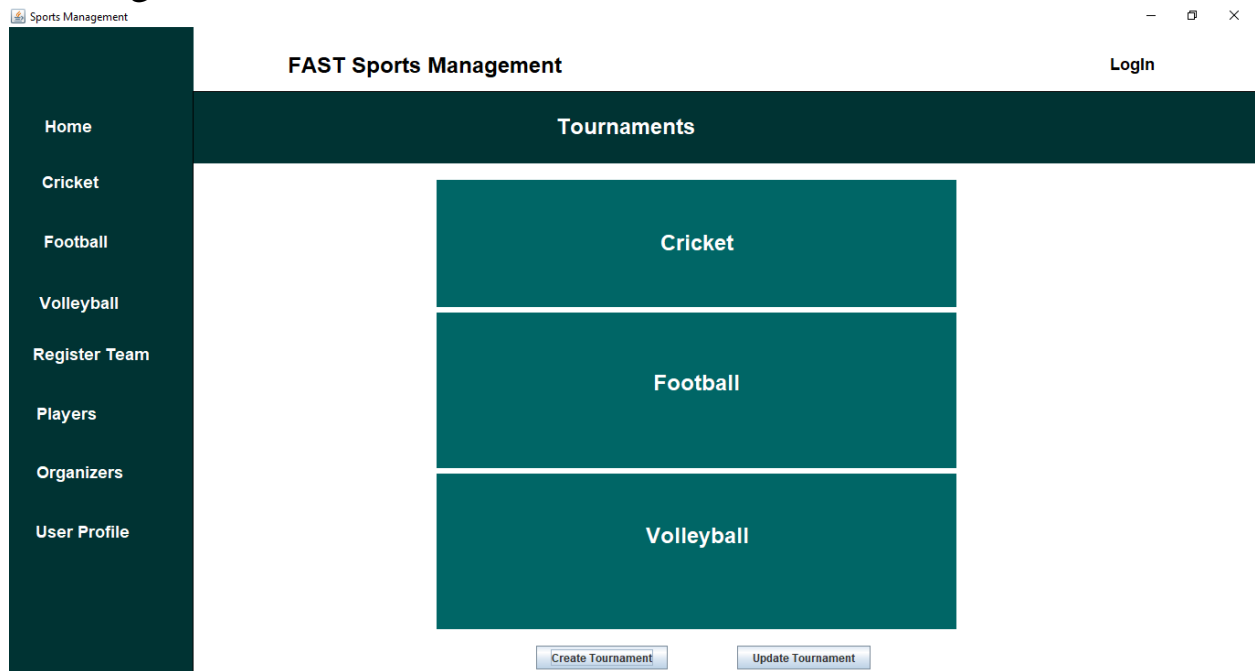 Sports Management
FAST Sports Management
LogIn
Home
Cricket
Football
Volleyball
Register Team
Players
Organizers
User Profile
Tournaments
Cricket
Football
Volleyball
Create Tournament
Update Tournament